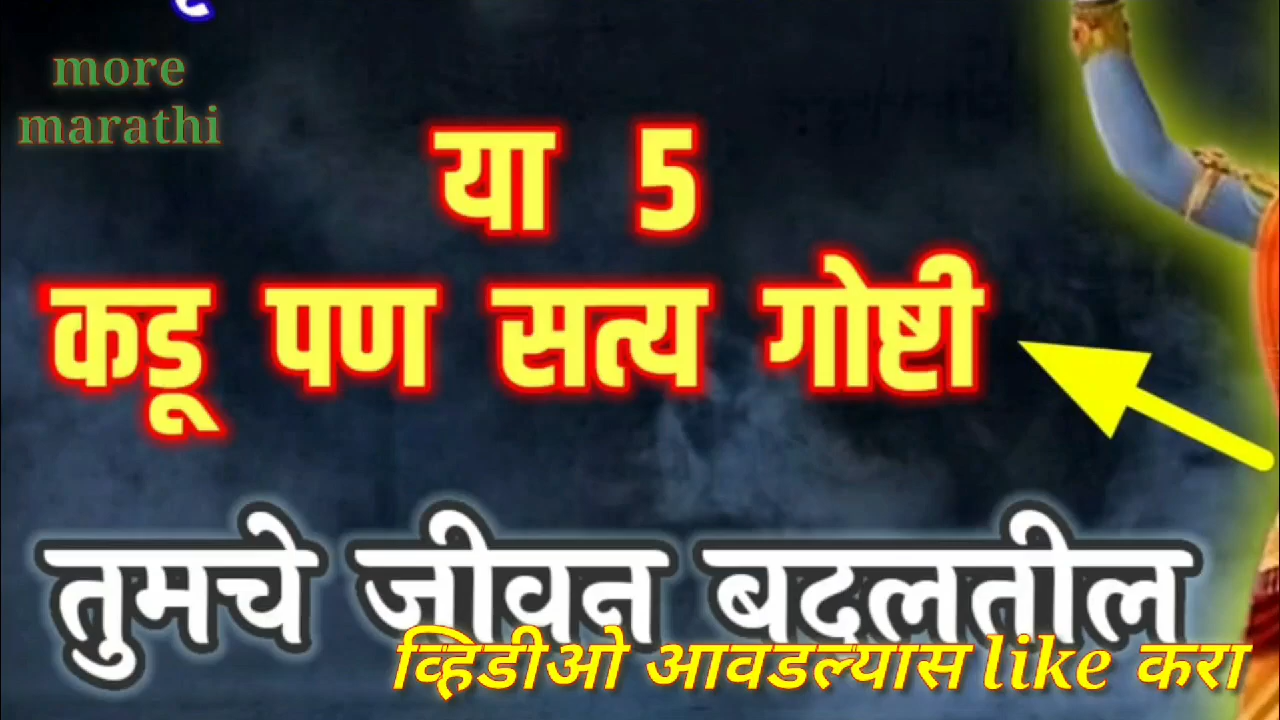 more
marathi
या 5
कडू पण सत्य गोष्टी
तुमचे जीवन बदलतील
व्हिडीओ आवडल्यास like करा